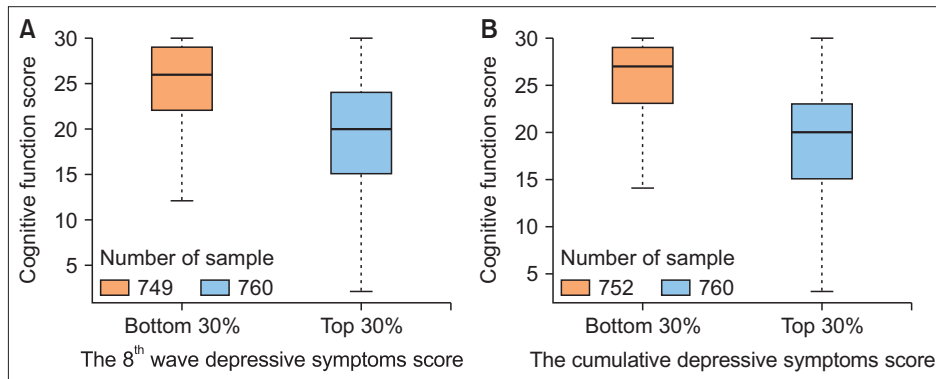 A
Cognitive function score
30
25
20
15
10
5
Number of sample
749 760
Bottom 30% Top 30%
The 8th wave depressive symptoms score
B
Cognitive function score
30
25
20
15
10
5
Number of sample
752 760
Bottom 30% Top 30%
The cumulative depressive symptoms score